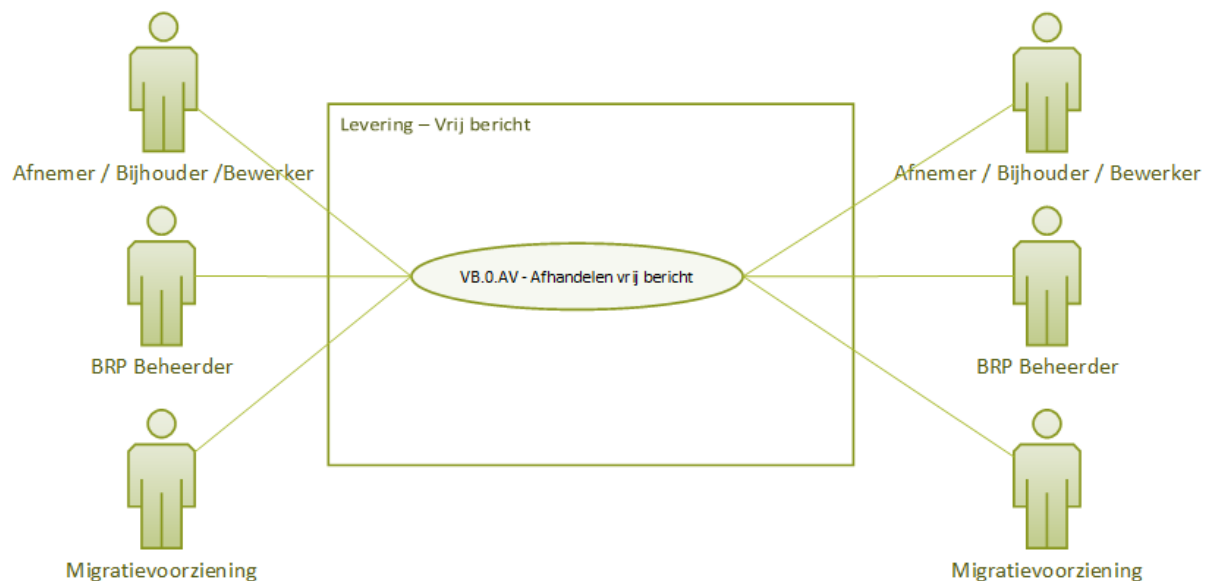 Levering – Vrij bericht
Afnemer / Bijhouder /Bewerker
Afnemer / Bijhouder / Bewerker
VB.0.AV - Afhandelen vrij bericht
BRP Beheerder
BRP Beheerder
Migratievoorziening
Migratievoorziening